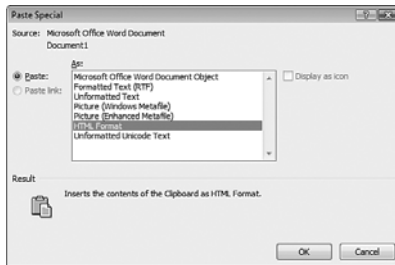 Paste Special
Source: Microsoft Office Word Document
Document1
As:
Paste:
Paste link:
Microsoft Office Word Document Object
Formatted Text (RTF)
Unformatted Text
Picture (Windows Metafile)
Picture (Enhanced Metafile)
HTML Format
Unformatted Unicode Text
Display as icon
Result
Inserts the contents of the Clipboard as HTML Format.
OK Cancel